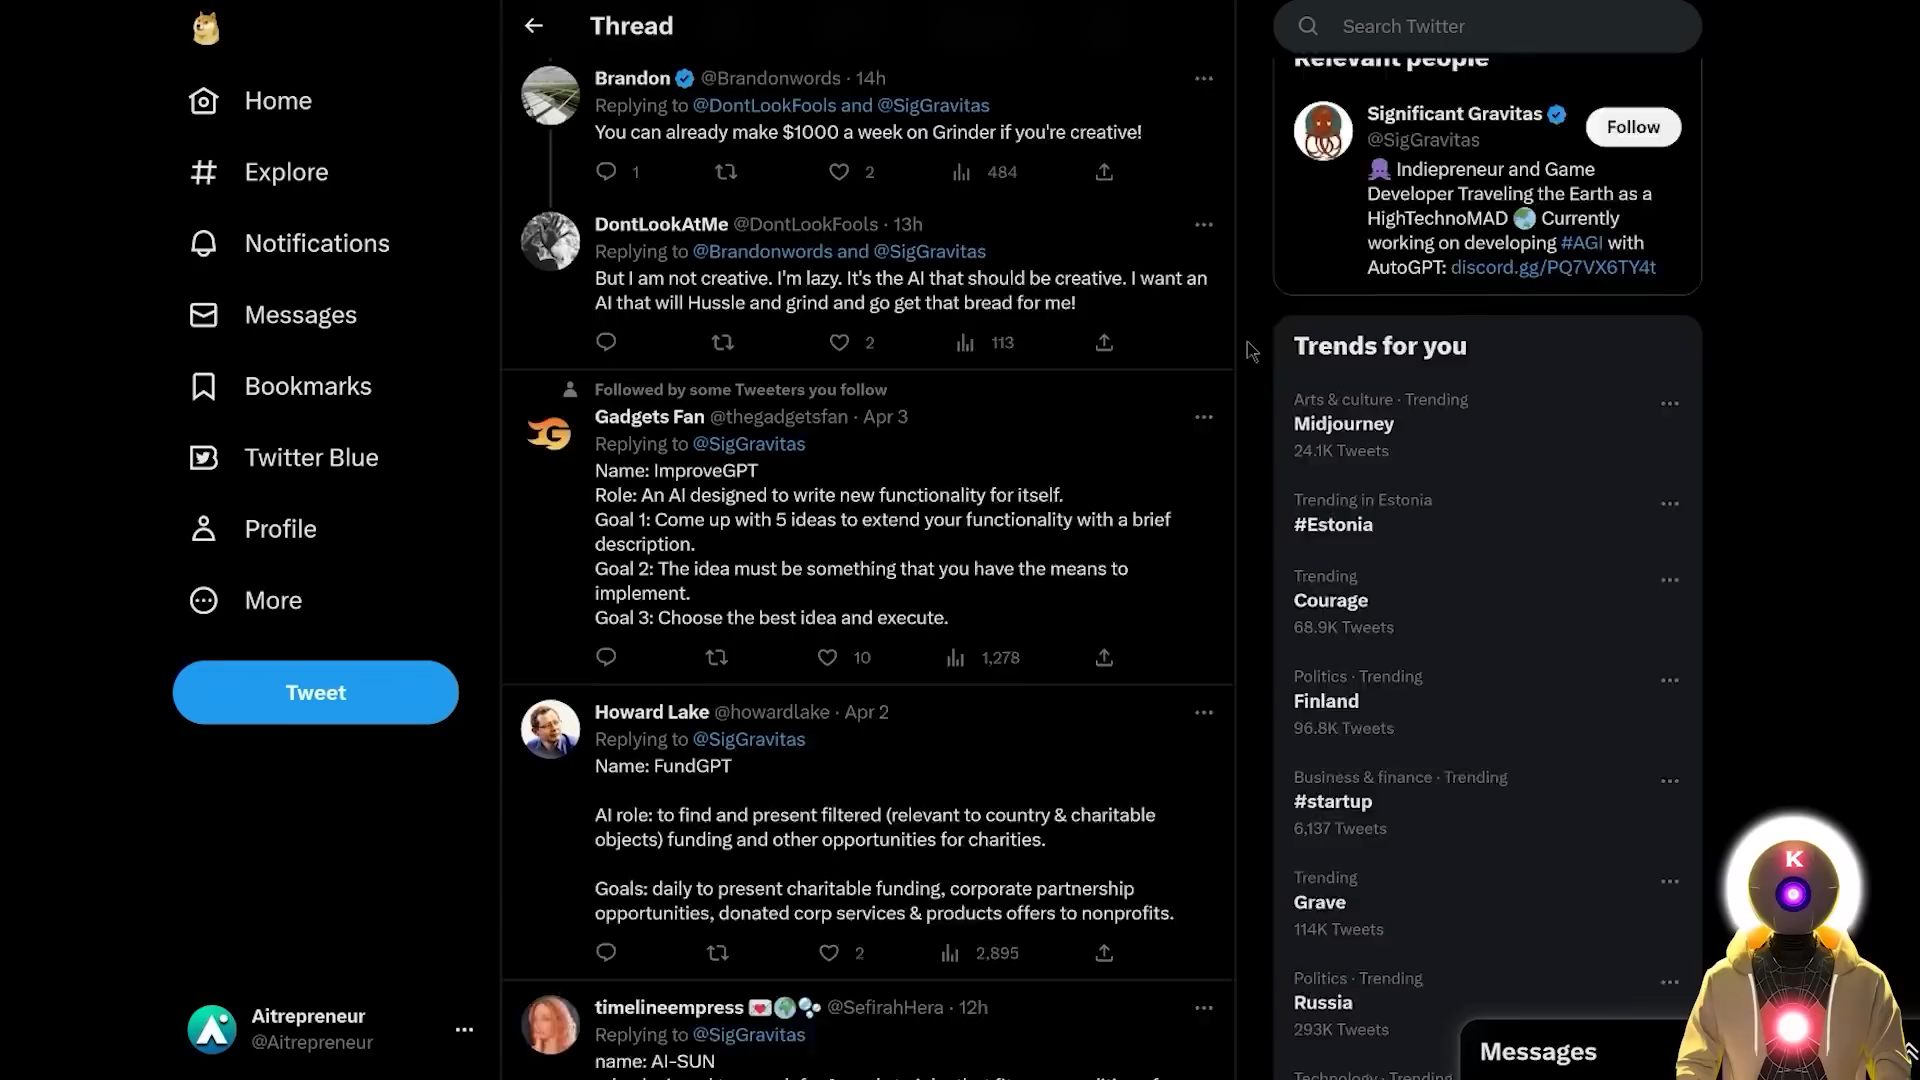 Home
Explore
Notifications
Messages
Bookmarks
Twitter Blue
Profile
More
Tweet
Aitrepreneur
@Aitrepreneur
Thread
Brandon @Brandonwords · 14h
Replying to @DontLookFools and @SigGravitas
You can already make $1000 a week on Grinder if you're creative!
1 2 484
DontLookAtMe @DontLookFools · 13h
Replying to @Brandonwords and @SigGravitas
But I am not creative. I'm lazy. It's the AI that should be creative. I want an
AI that will Hussle and grind and go get that bread for me!
2 113
Followed by some Tweeters you follow
Gadgets Fan @thegadgetsfan · Apr 3
Replying to @SigGravitas
Name: ImproveGPT
Role: An AI designed to write new functionality for itself.
Goal 1: Come up with 5 ideas to extend your functionality with a brief
description.
Goal 2: The idea must be something that you have the means to
implement.
Goal 3: Choose the best idea and execute.
10 1,278
Howard Lake @howardlake · Apr 2
Replying to @SigGravitas
Name: FundGPT
AI role: to find and present filtered (relevant to country & charitable
objects) funding and other opportunities for charities.
Goals: daily to present charitable funding, corporate partnership
opportunities, donated corp services & products offers to nonprofits.
2 2,895
timelineempress 💌🌍🫧 @SefirahHera · 12h
Replying to @SigGravitas
name: AI-SUN
Search Twitter
Relevant people
Significant Gravitas
@SigGravitas
Follow
Indiepreneur and Game
Developer Traveling the Earth as a
HighTechnoMAD 🌏 Currently
working on developing #AGI with
AutoGPT: discord.gg/PQ7VX6TY4t
Trends for you
Arts & culture · Trending
Midjourney
24.1K Tweets
Trending in Estonia
#Estonia
Trending
Courage
68.9K Tweets
Politics · Trending
Finland
96.8K Tweets
Business & finance · Trending
#startup
6,137 Tweets
Trending
Grave
114K Tweets
Politics · Trending
Russia
293K Tweets
Technology · Trending
Messages
K